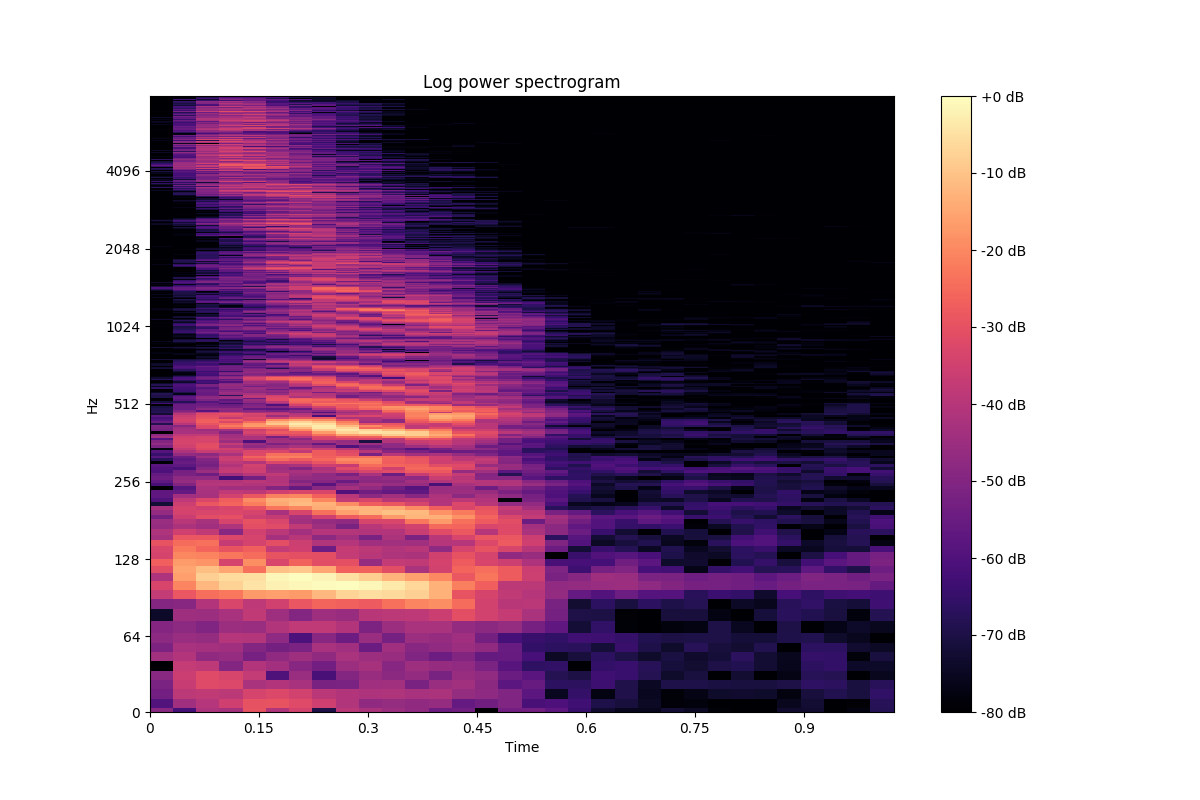 Log power spectrogram
+0 dB
4096
-10 dB
2048
-20 dB
1024
-30 dB
Hz
512
-40 dB
256
-50 dB
128
-60 dB
64
-70 dB
0
-80 dB
0 0.15 0.3 0.45 0.6 0.75 0.9
Time